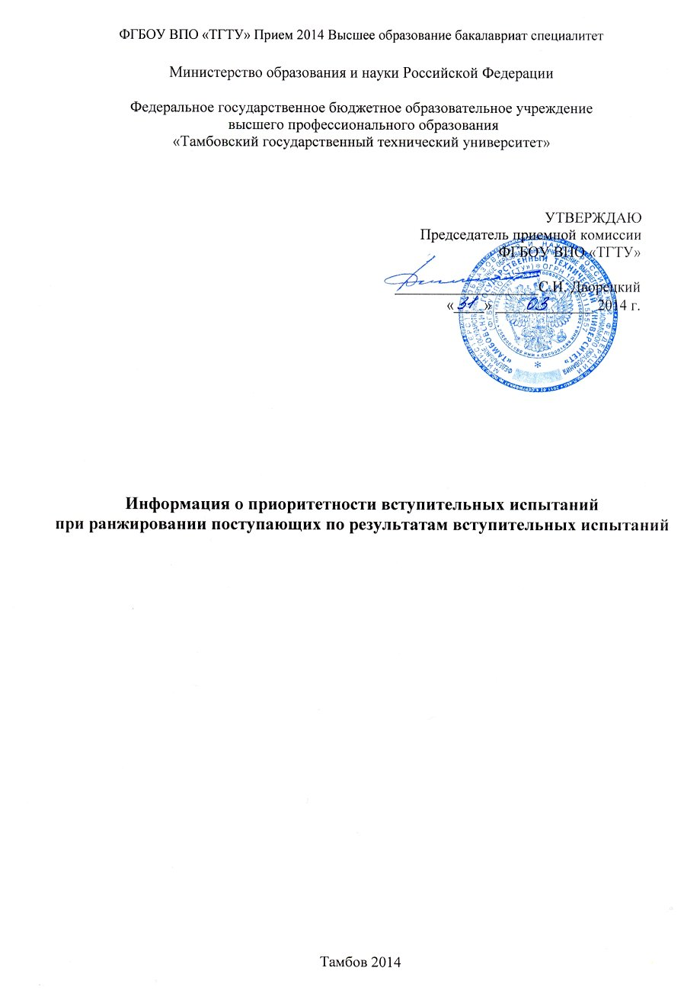 ФГБОУ ВПО «ТГТУ» Прием 2014 Высшее образование бакалавриат специалитет
Министерство образования и науки Российской Федерации
Федеральное государственное бюджетное образовательное учреждение
высшего профессионального образования
«Тамбовский государственный технический университет»
УТВЕРЖДАЮ
Председатель приемной комиссии
ФГБОУ ВПО «ТГТУ»
С.И. Дворецкий
«31» 03 2014 г.
Информация о приоритетности вступительных испытаний
при ранжировании поступающих по результатам вступительных испытаний
Тамбов 2014